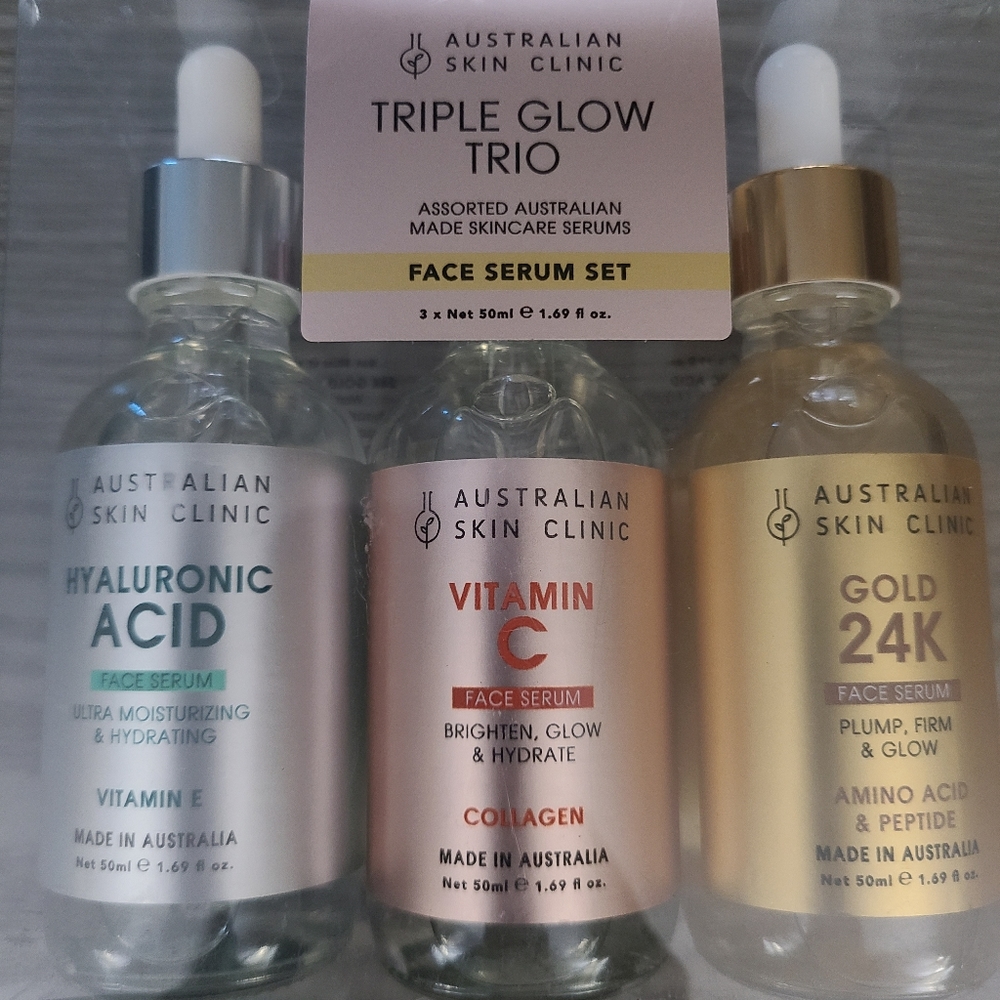 AUSTRALIAN
SKIN CLINIC
TRIPLE GLOW
TRIO
ASSORTED AUSTRALIAN
MADE SKINCARE SERUMS
FACE SERUM SET
3 x Net 50ml ℮ 1.69 fl oz.
AUSTRALIAN
SKIN CLINIC
HYALURONIC
ACID
FACE SERUM
ULTRA MOISTURIZING
& HYDRATING
VITAMIN E
MADE IN AUSTRALIA
Net 50ml ℮ 1.69 fl oz.
AUSTRALIAN
SKIN CLINIC
VITAMIN
C
FACE SERUM
BRIGHTEN, GLOW
& HYDRATE
COLLAGEN
MADE IN AUSTRALIA
Net 50ml ℮ 1.69 fl oz.
AUSTRALIAN
SKIN CLINIC
GOLD
24K
FACE SERUM
PLUMP, FIRM
& GLOW
AMINO ACID
& PEPTIDE
MADE IN AUSTRALIA
Net 50ml ℮ 1.69 fl oz.